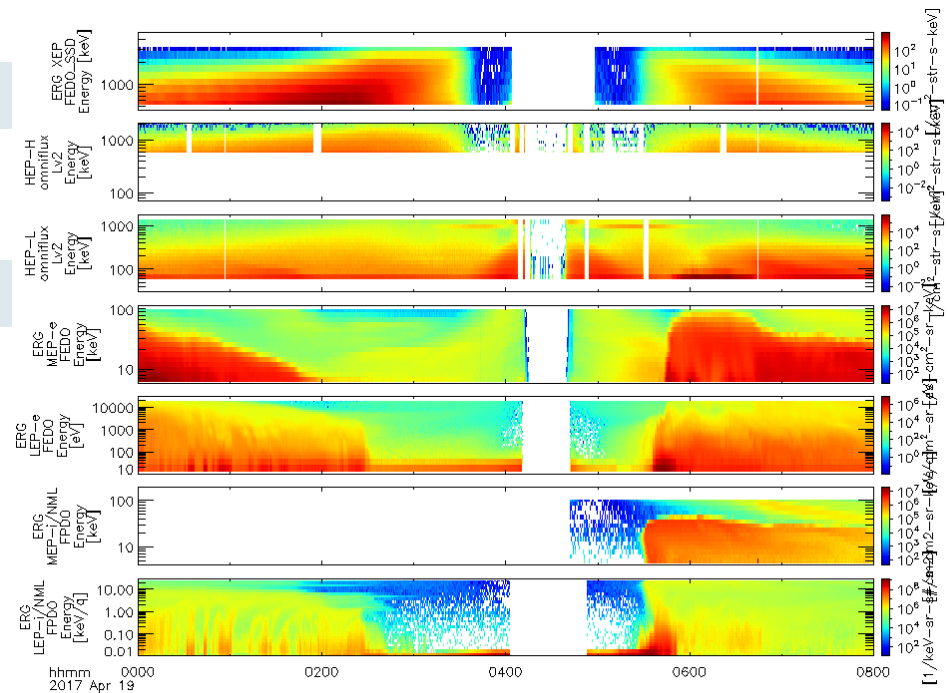 ERG XEP
FEDO_SSD
Energy [keV]
1000
10²
10¹
10⁰
10⁻¹
HEP-H
omniflux
Lv2
Energy
[keV]
1000
100
10⁴
10²
10⁰
10⁻²
HEP-L
omniflux
Lv2
Energy
[keV]
1000
100
10⁴
10²
10⁰
10⁻²
ERG
MEP-e
FEDO
Energy
[keV]
100
10
10⁷
10⁶
10⁵
10⁴
10³
10²
ERG
LEP-e
FEDO
Energy
[eV]
10000
1000
100
10
10⁶
10⁴
10²
10⁰
ERG
MEP-i/NML
FPDO
Energy
[keV]
100
10
10⁷
10⁶
10⁵
10⁴
10³
10²
ERG
LEP-i/NML
FPDO
Energy
[keV/q]
10.00
1.00
0.10
0.01
10⁸
10⁶
10⁴
10²
hhmm
0000
0200
0400
0600
0800
2017 Apr 19